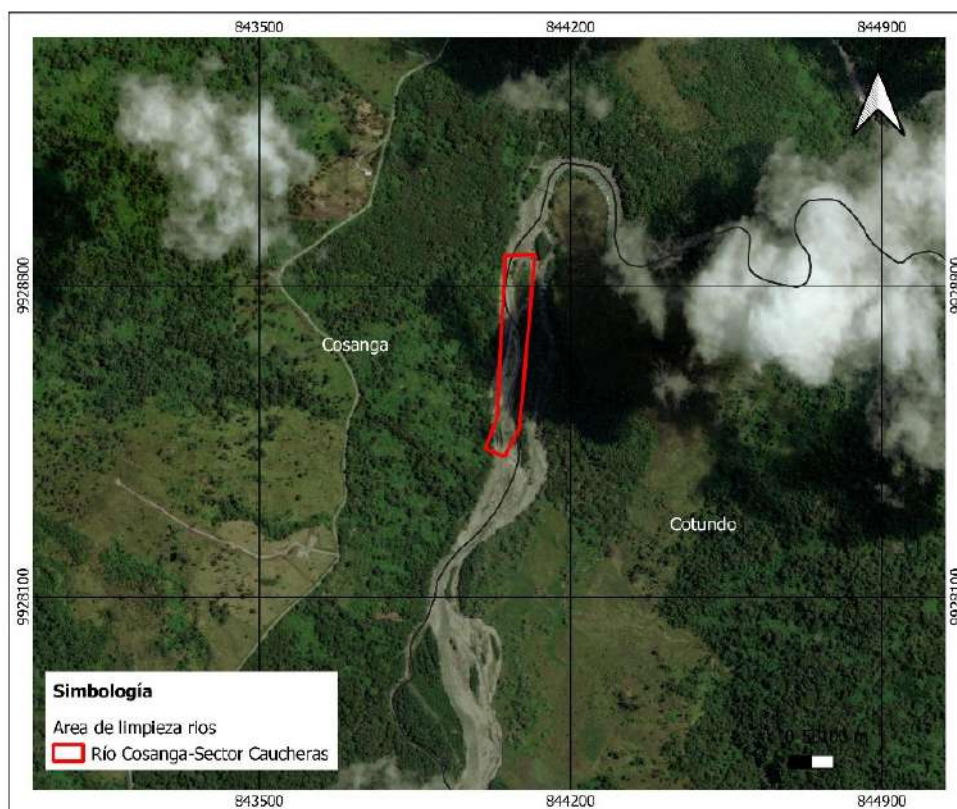 843500 844200 844900
9928800 9928800
Cosanga
Cotundo
9928100 9928100
Simbología
Area de limpieza rios
Río Cosanga-Sector Caucheras
843500 844200 844900